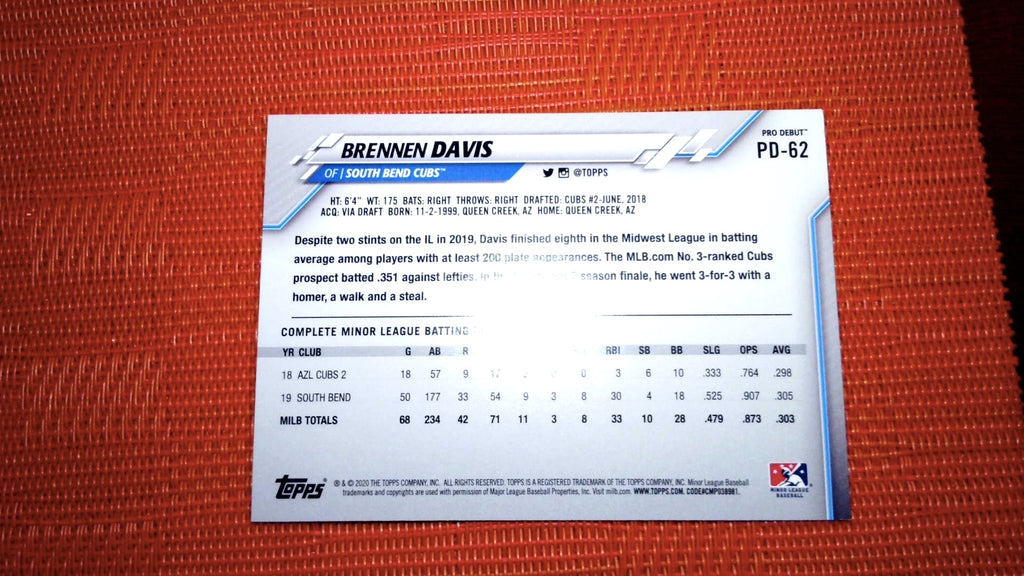 BRENNEN DAVIS
PRO DEBUT™
PD-62
OF | SOUTH BEND CUBS™
@TOPPS
HT: 6'4" WT: 175 BATS: RIGHT THROWS: RIGHT DRAFTED: CUBS #2-JUNE, 2018
ACQ: VIA DRAFT BORN: 11-2-1999, QUEEN CREEK, AZ HOME: QUEEN CREEK, AZ
Despite two stints on the IL in 2019, Davis finished eighth in the Midwest League in batting
average among players with at least 200 plate appearances. The MLB.com No. 3-ranked Cubs
prospect batted .351 against lefties. In season finale, he went 3-for-3 with a
homer, a walk and a steal.
COMPLETE MINOR LEAGUE BATTING
YR CLUB G AB R RBI SB BB SLG OPS AVG
18 AZL CUBS 2 18 57 9 17 0 3 6 10 .333 .764 .298
19 SOUTH BEND 50 177 33 54 9 3 8 30 4 18 .525 .907 .305
MILB TOTALS 68 234 42 71 11 3 8 33 10 28 .479 .873 .303
TOPPS® ® & © 2020 THE TOPPS COMPANY, INC. ALL RIGHTS RESERVED. TOPPS IS A REGISTERED TRADEMARK OF THE TOPPS COMPANY, INC. Minor League Baseball
trademarks and copyrights are used with permission of Major League Baseball Properties, Inc. Visit milb.com. WWW.TOPPS.COM. CODE#CMP038981.
MINOR LEAGUE
BASEBALL